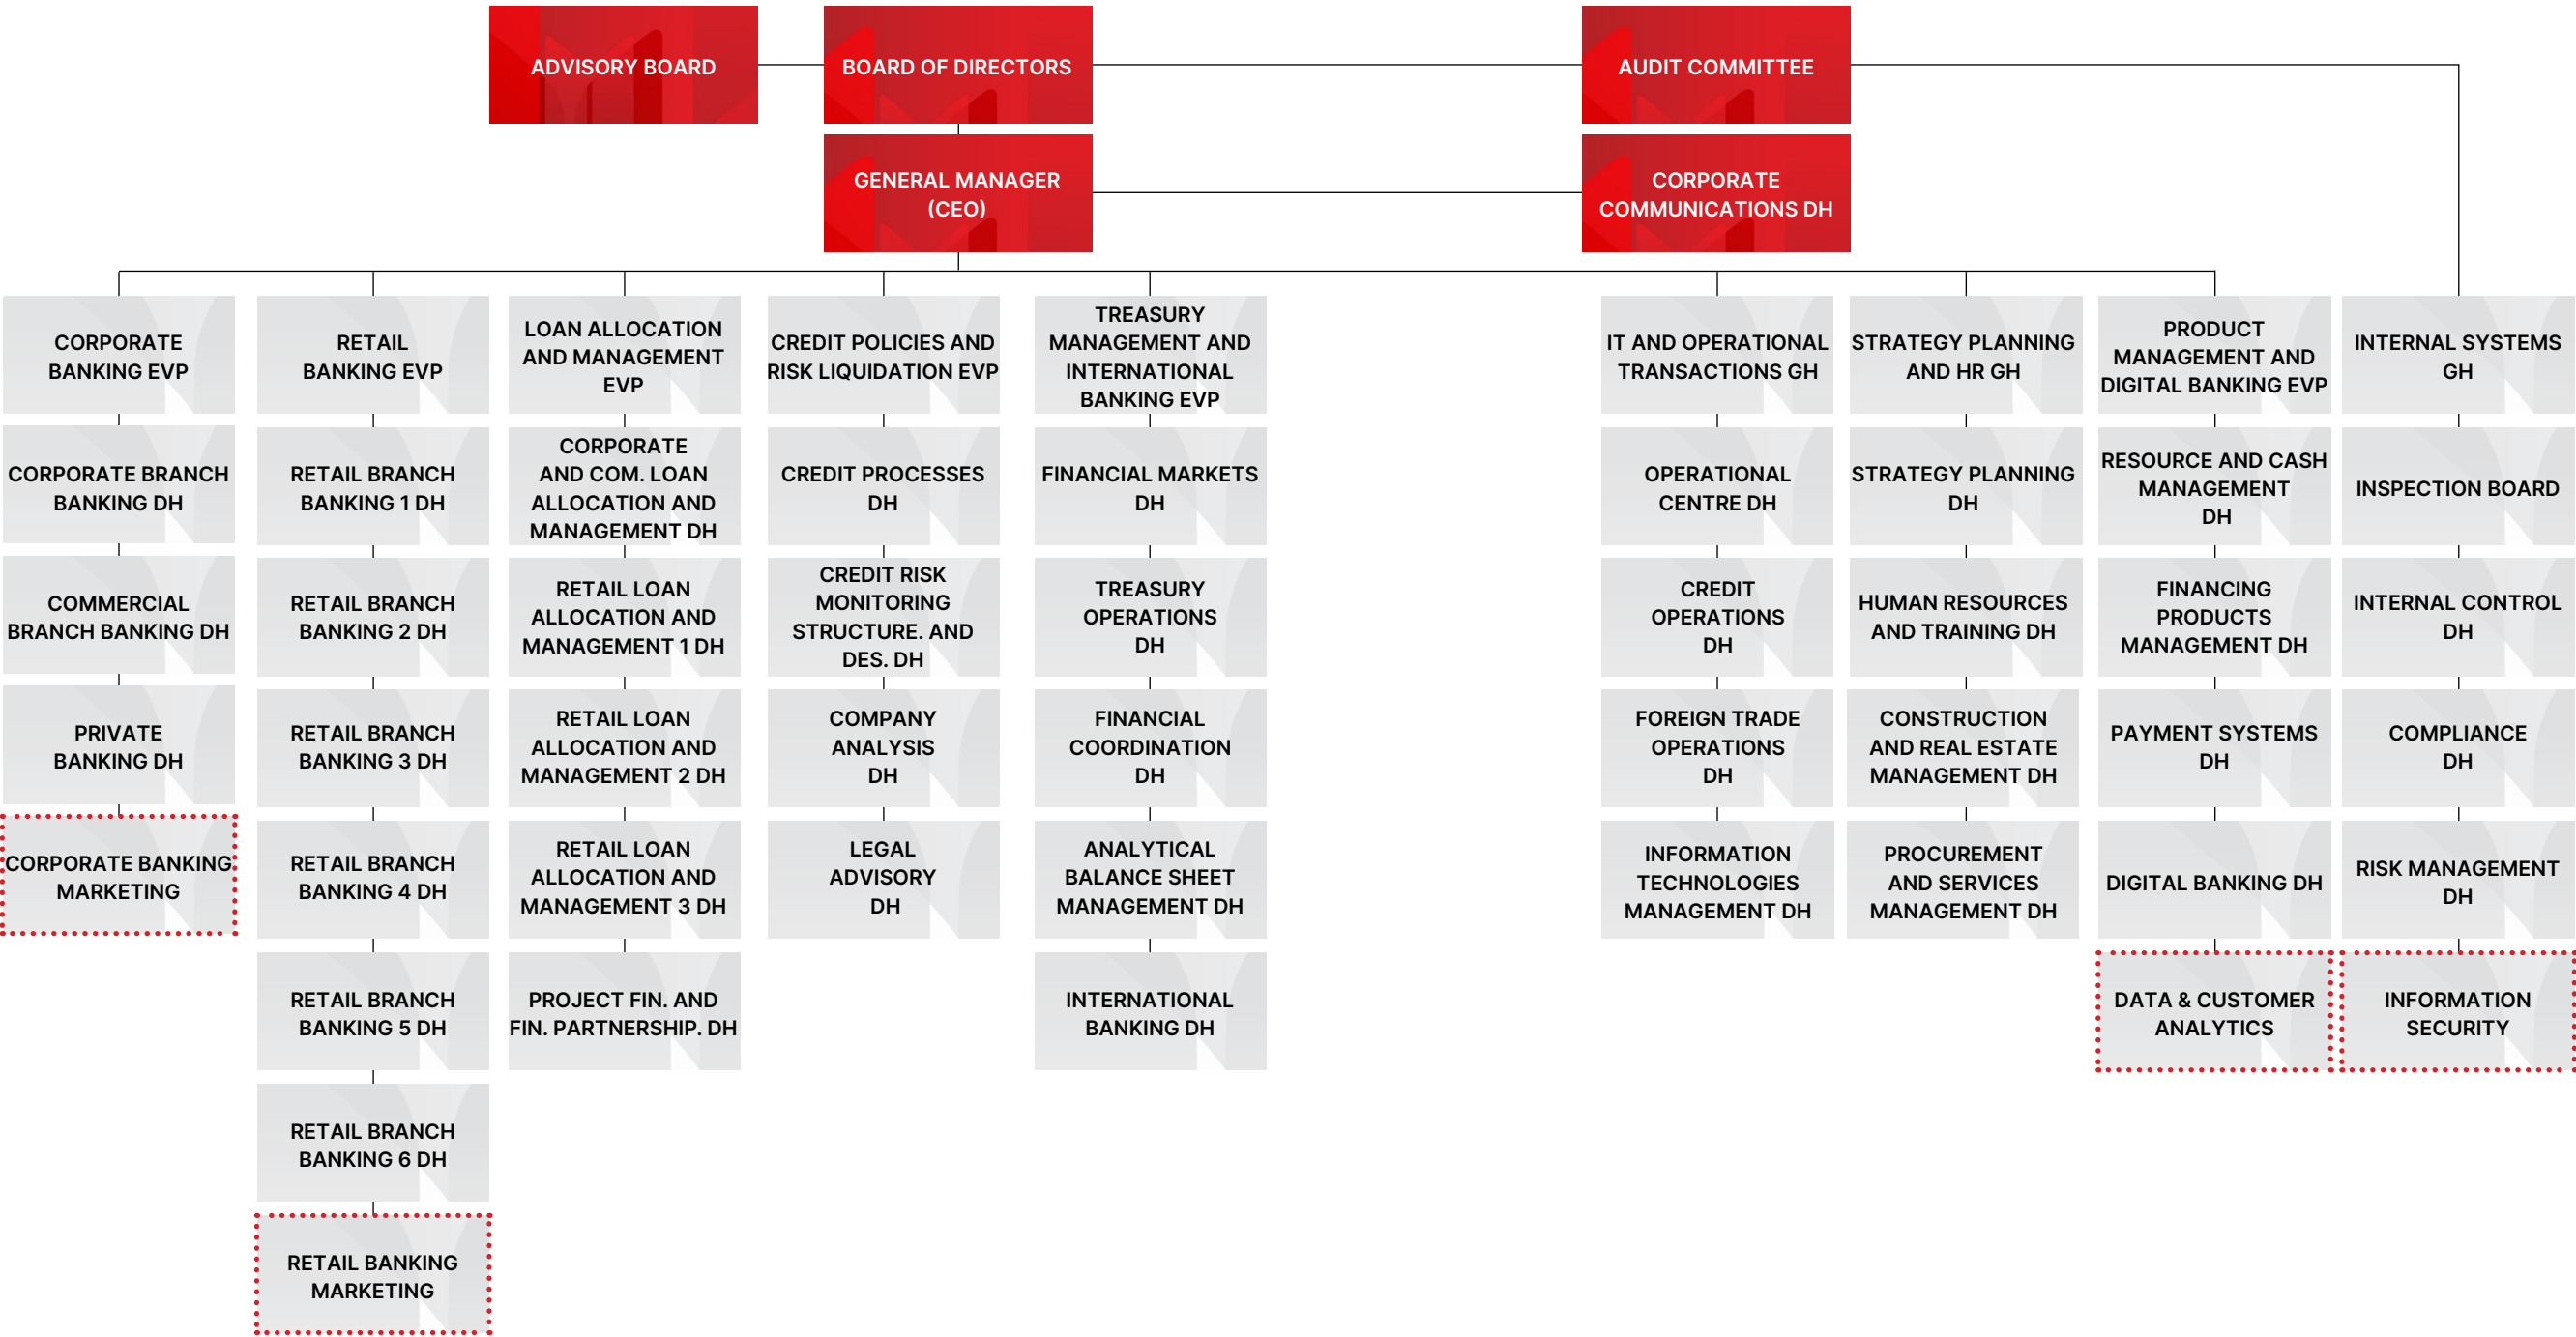 ADVISORY BOARD
BOARD OF DIRECTORS
AUDIT COMMITTEE
GENERAL MANAGER
(CEO)
CORPORATE
COMMUNICATIONS DH
CORPORATE
BANKING EVP
CORPORATE BRANCH
BANKING DH
COMMERCIAL
BRANCH BANKING DH
PRIVATE
BANKING DH
CORPORATE BANKING
MARKETING
RETAIL
BANKING EVP
RETAIL BRANCH
BANKING 1 DH
RETAIL BRANCH
BANKING 2 DH
RETAIL BRANCH
BANKING 3 DH
RETAIL BRANCH
BANKING 4 DH
RETAIL BRANCH
BANKING 5 DH
RETAIL BRANCH
BANKING 6 DH
RETAIL BANKING
MARKETING
LOAN ALLOCATION
AND MANAGEMENT
EVP
CORPORATE
AND COM. LOAN
ALLOCATION AND
MANAGEMENT DH
RETAIL LOAN
ALLOCATION AND
MANAGEMENT 1 DH
RETAIL LOAN
ALLOCATION AND
MANAGEMENT 2 DH
RETAIL LOAN
ALLOCATION AND
MANAGEMENT 3 DH
PROJECT FIN. AND
FIN. PARTNERSHIP. DH
CREDIT POLICIES AND
RISK LIQUIDATION EVP
CREDIT PROCESSES
DH
CREDIT RISK
MONITORING
STRUCTURE. AND
DES. DH
COMPANY
ANALYSIS
DH
LEGAL
ADVISORY
DH
TREASURY
MANAGEMENT AND
INTERNATIONAL
BANKING EVP
FINANCIAL MARKETS
DH
TREASURY
OPERATIONS
DH
FINANCIAL
COORDINATION
DH
ANALYTICAL
BALANCE SHEET
MANAGEMENT DH
INTERNATIONAL
BANKING DH
IT AND OPERATIONAL
TRANSACTIONS GH
OPERATIONAL
CENTRE DH
CREDIT
OPERATIONS
DH
FOREIGN TRADE
OPERATIONS
DH
INFORMATION
TECHNOLOGIES
MANAGEMENT DH
STRATEGY PLANNING
AND HR GH
STRATEGY PLANNING
DH
HUMAN RESOURCES
AND TRAINING DH
CONSTRUCTION
AND REAL ESTATE
MANAGEMENT DH
PROCUREMENT
AND SERVICES
MANAGEMENT DH
PRODUCT
MANAGEMENT AND
DIGITAL BANKING EVP
RESOURCE AND CASH
MANAGEMENT
DH
FINANCING
PRODUCTS
MANAGEMENT DH
PAYMENT SYSTEMS
DH
DIGITAL BANKING DH
DATA & CUSTOMER
ANALYTICS
INTERNAL SYSTEMS
GH
INSPECTION BOARD
INTERNAL CONTROL
DH
COMPLIANCE
DH
RISK MANAGEMENT
DH
INFORMATION
SECURITY